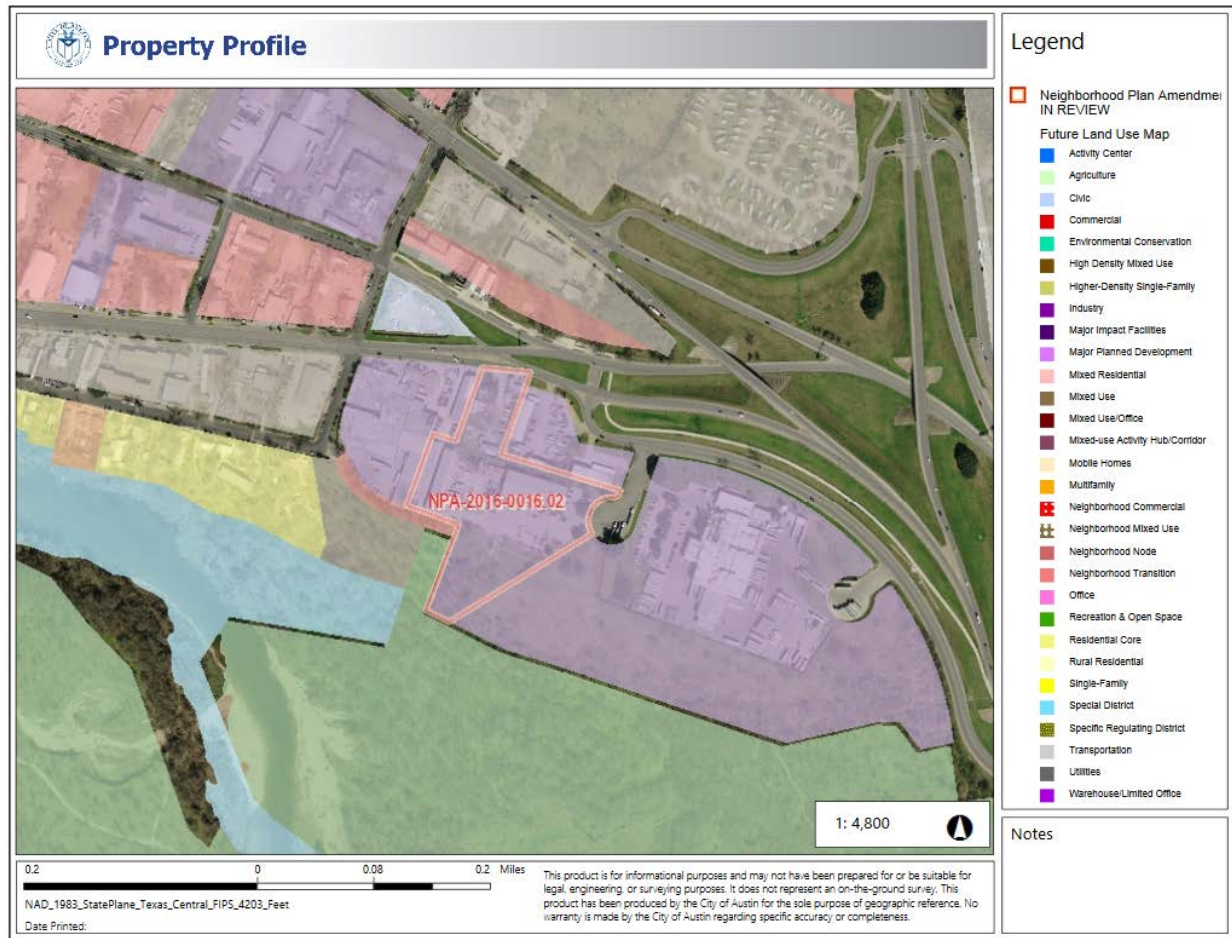 Property Profile
NPA-2016-0016.02
1: 4,800
Legend
Neighborhood Plan Amendmen
IN REVIEW
Future Land Use Map
Activity Center
Agriculture
Civic
Commercial
Environmental Conservation
High Density Mixed Use
Higher-Density Single-Family
Industry
Major Impact Facilities
Major Planned Development
Mixed Residential
Mixed Use
Mixed Use/Office
Mixed-use Activity Hub/Corridor
Mobile Homes
Multifamily
Neighborhood Commercial
Neighborhood Mixed Use
Neighborhood Node
Neighborhood Transition
Office
Recreation & Open Space
Residential Core
Rural Residential
Single-Family
Special District
Specific Regulating District
Transportation
Utilities
Warehouse/Limited Office
Notes
0.2 0 0.08 0.2 Miles
NAD_1983_StatePlane_Texas_Central_FIPS_4203_Feet
Date Printed:
This product is for informational purposes and may not have been prepared for or be suitable for
legal, engineering, or surveying purposes. It does not represent an on-the-ground survey. This
product has been produced by the City of Austin for the sole purpose of geographic reference. No
warranty is made by the City of Austin regarding specific accuracy or completeness.